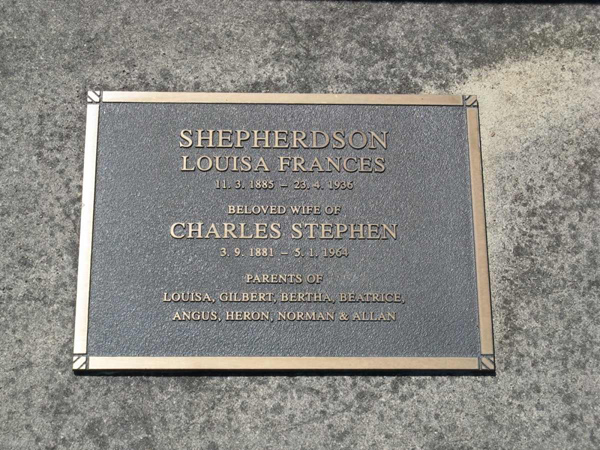 SHEPHERDSON
LOUISA FRANCES
11. 3. 1885 – 23. 4. 1936
BELOVED WIFE OF
CHARLES STEPHEN
3. 9. 1881 – 5. 1. 1964
PARENTS OF
LOUISA, GILBERT, BERTHA, BEATRICE,
ANGUS, HERON, NORMAN & ALLAN